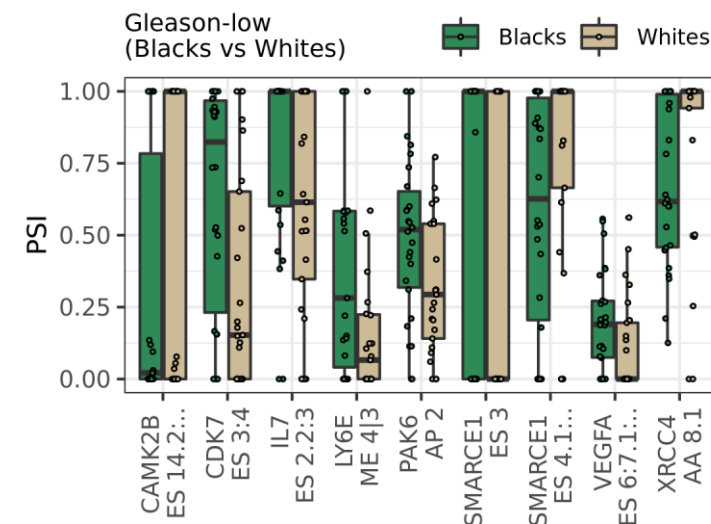 Gleason-low
(Blacks vs Whites)
Blacks
Whites
PSI
1.00
0.75
0.50
0.25
0.00
CAMK2B
ES 14.2:...
CDK7
ES 3:4
IL7
ES 2.2:3
LY6E
ME 4|3
PAK6
AP 2
SMARCE1
ES 3
SMARCE1
ES 4.1:...
VEGFA
ES 6:7.1:...
XRCC4
AA 8.1